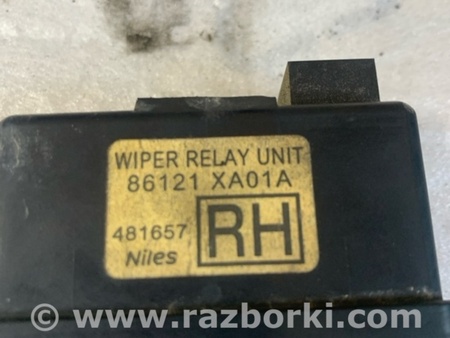 WIPER RELAY UNIT
86121 XA01A
481657 RH
Niles
© www.razborki.com